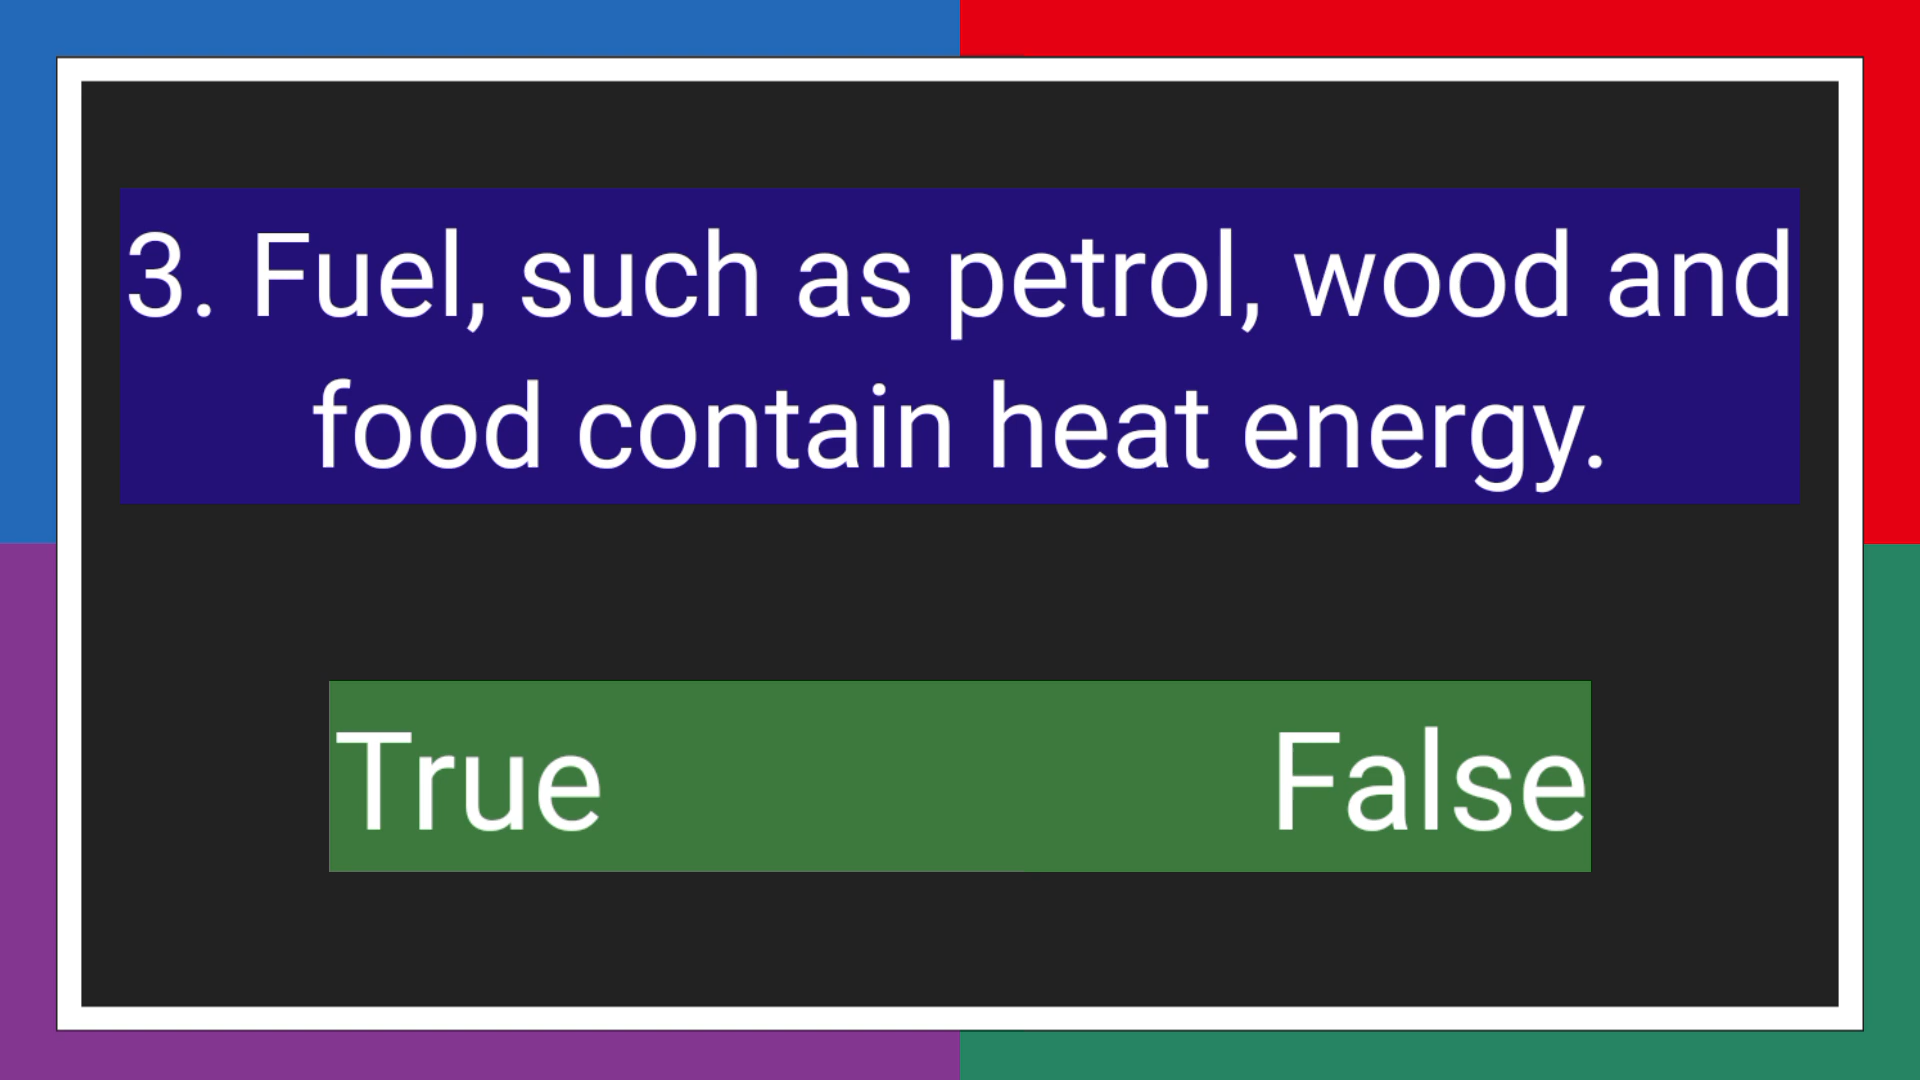 3. Fuel, such as petrol, wood and
food contain heat energy.
True False